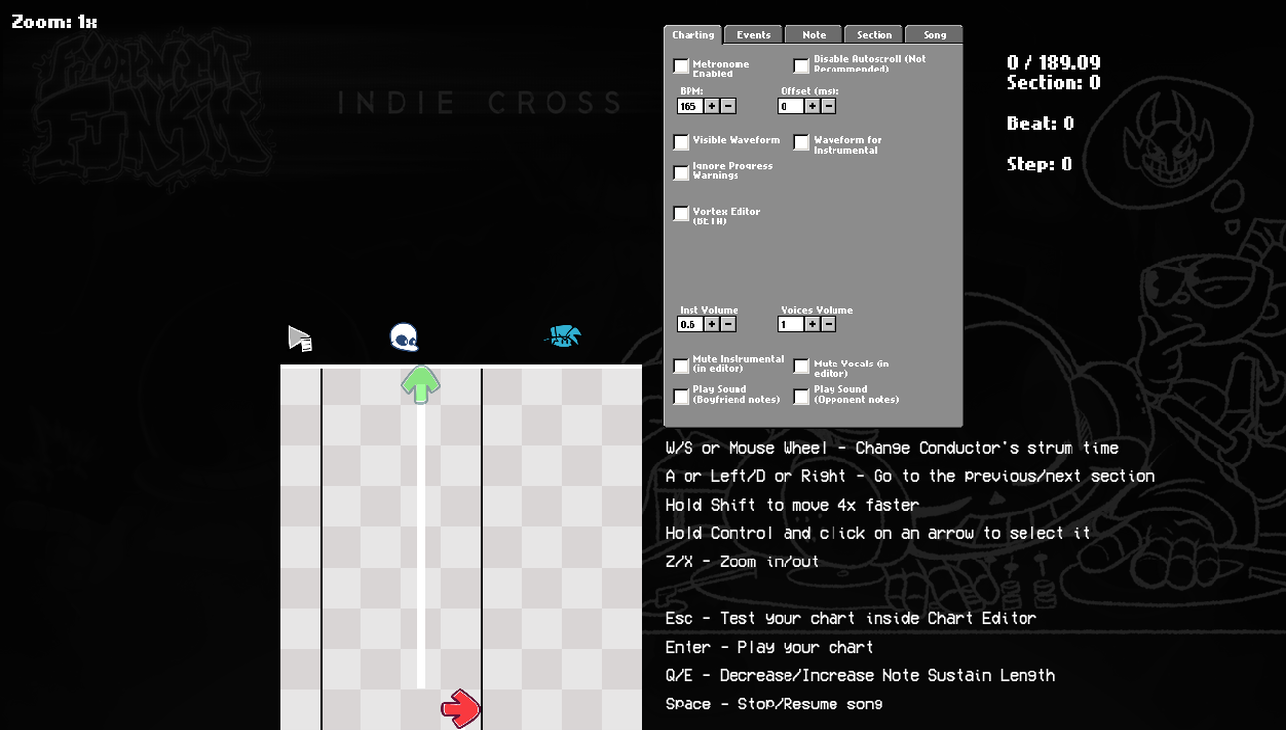 Zoom: 1x
FRIDAY NIGHT
FUNKIN
INDIE CROSS
Charting
Events
Note
Section
Song
Metronome
Enabled
Disable Autoscroll (Not
Recommended)
BPM:
Offset (ms):
165 + -
0 + -
Visible Waveform
Waveform for
Instrumental
Ignore Progress
Warnings
Vortex Editor
(BETA)
Inst Volume
Voices Volume
0.6 + -
1 + -
Mute Instrumental
(in editor)
Mute Vocals (in
editor)
Play Sound
(Boyfriend notes)
Play Sound
(Opponent notes)
0 / 189.09
Section: 0
Beat: 0
Step: 0
W/S or Mouse Wheel - Change Conductor's strum time
A or Left/D or Right - Go to the previous/next section
Hold Shift to move 4x faster
Hold Control and click on an arrow to select it
Z/X - Zoom in/out
Esc - Test your chart inside Chart Editor
Enter - Play your chart
Q/E - Decrease/Increase Note Sustain Length
Space - Stop/Resume song